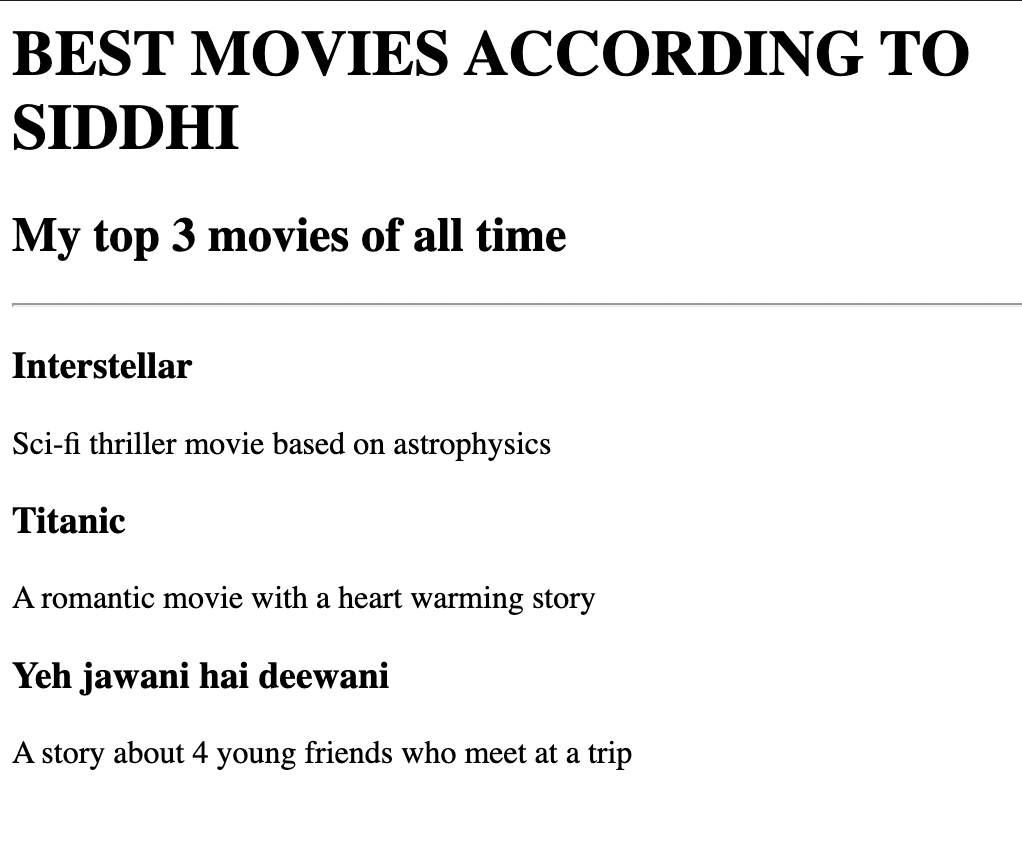 BEST MOVIES ACCORDING TO
SIDDHI
My top 3 movies of all time
Interstellar
Sci-fi thriller movie based on astrophysics
Titanic
A romantic movie with a heart warming story
Yeh jawani hai deewani
A story about 4 young friends who meet at a trip